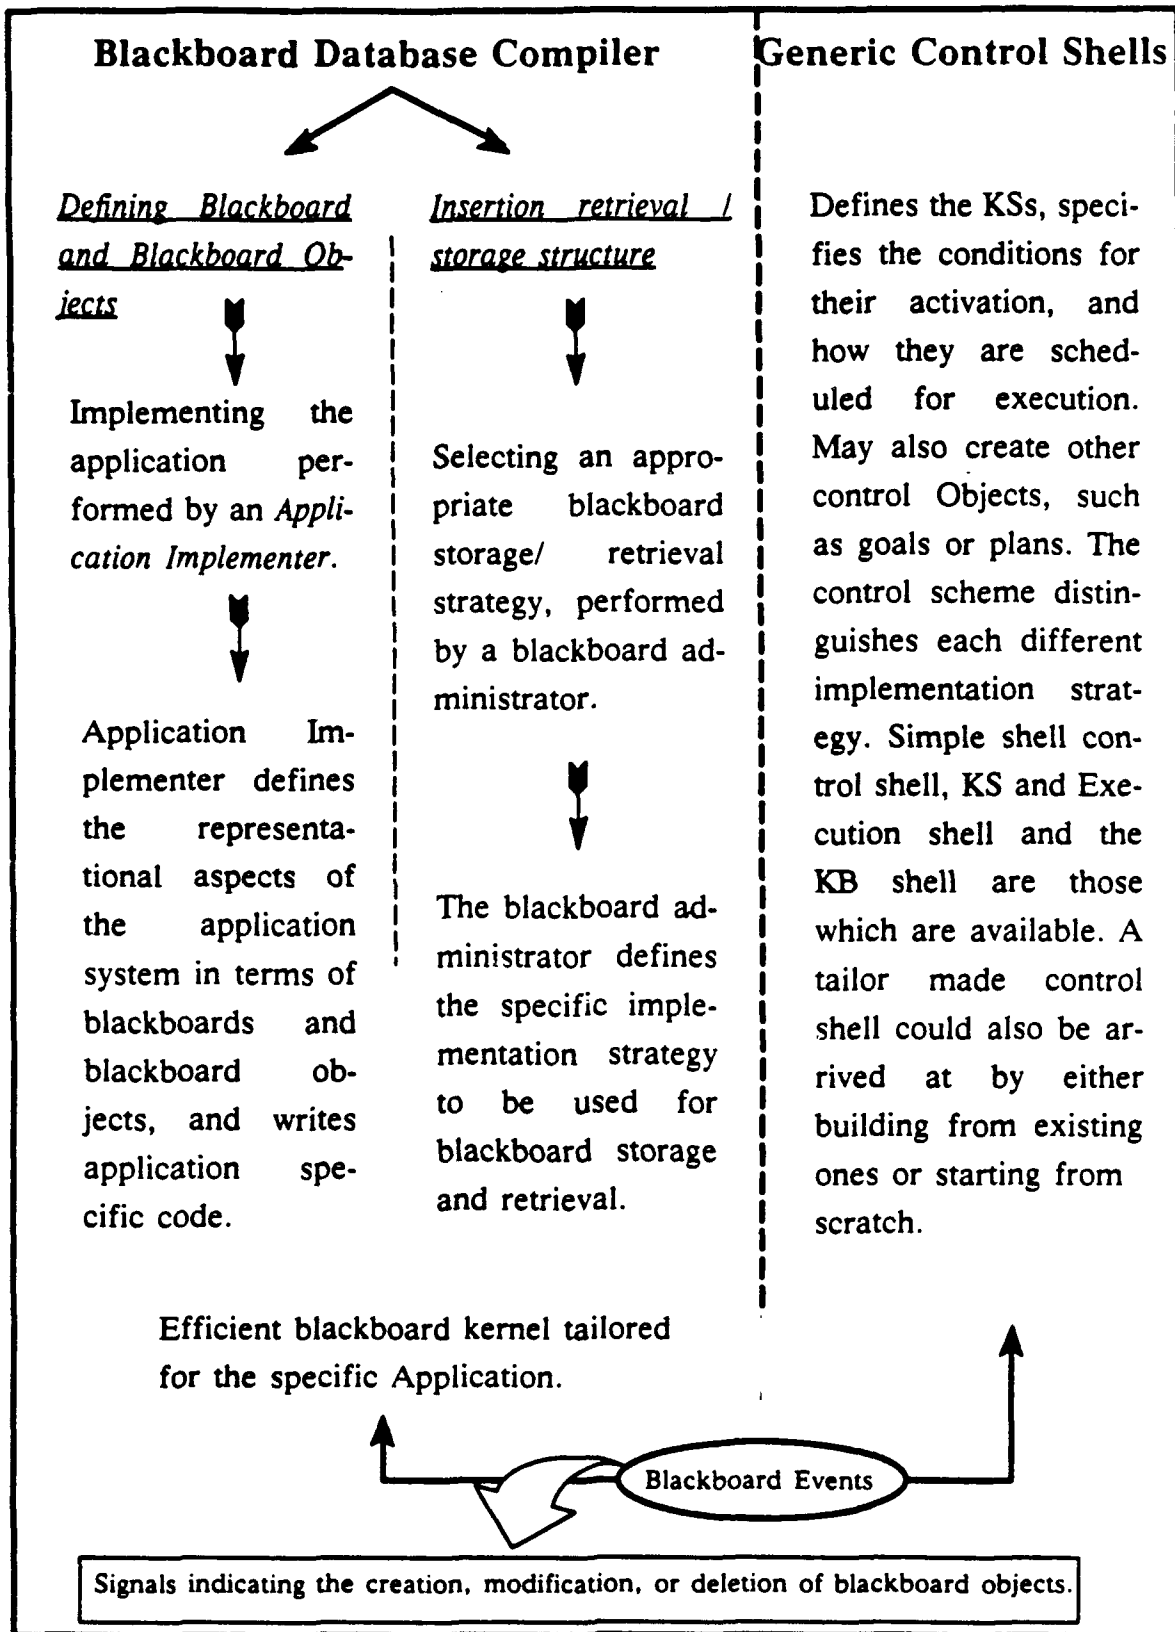 Blackboard Database Compiler
Generic Control Shells
Defining Blackboard
and Blackboard Ob-
jects
Implementing the
application per-
formed by an Appli-
cation Implementer.
Application Im-
plementer defines
the representa-
tional aspects of
the application
system in terms of
blackboards and
blackboard ob-
jects, and writes
application spe-
cific code.
Insertion retrieval /
storage structure
Selecting an appro-
priate blackboard
storage/ retrieval
strategy, performed
by a blackboard ad-
ministrator.
The blackboard ad-
ministrator defines
the specific imple-
mentation strategy
to be used for
blackboard storage
and retrieval.
Defines the KSs, speci-
fies the conditions for
their activation, and
how they are sched-
uled for execution.
May also create other
control Objects, such
as goals or plans. The
control scheme distin-
guishes each different
implementation strat-
egy. Simple shell con-
trol shell, KS and Exe-
cution shell and the
KB shell are those
which are available. A
tailor made control
shell could also be ar-
rived at by either
building from existing
ones or starting from
scratch.
Efficient blackboard kernel tailored
for the specific Application.
Blackboard Events
Signals indicating the creation, modification, or deletion of blackboard objects.